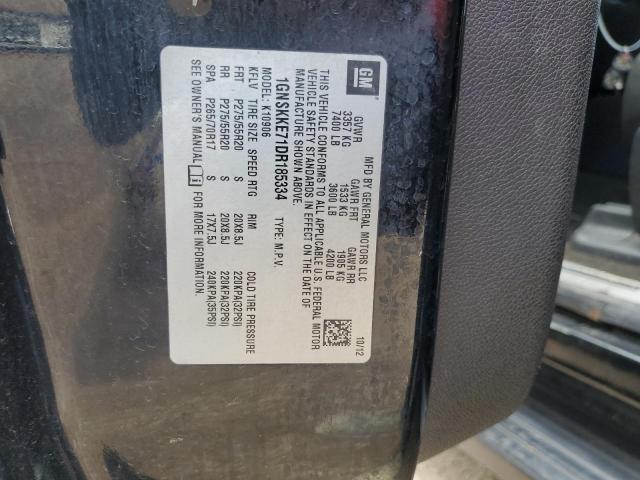 GM
MFD BY GENERAL MOTORS LLC
GVWR GAWR FRT GAWR RR
3357 KG 1533 KG 1905 KG
7400 LB 3600 LB 4200 LB
10/12
THIS VEHICLE CONFORMS TO ALL APPLICABLE U.S. FEDERAL MOTOR
VEHICLE SAFETY STANDARDS IN EFFECT ON THE DATE OF
MANUFACTURE SHOWN ABOVE.
1GNSKKE71DR185334 TYPE: M.P.V.
MODEL: K10906
KFLV TIRE SIZE SPEED RTG RIM COLD TIRE PRESSURE
FRT P275/55R20 S 20X8.5J 220KPA(32PSI)
RR P275/55R20 S 20X8.5J 220KPA(32PSI)
SPA P265/70R17 S 17X7.5J 240KPA(35PSI)
SEE OWNER'S MANUAL FOR MORE INFORMATION.